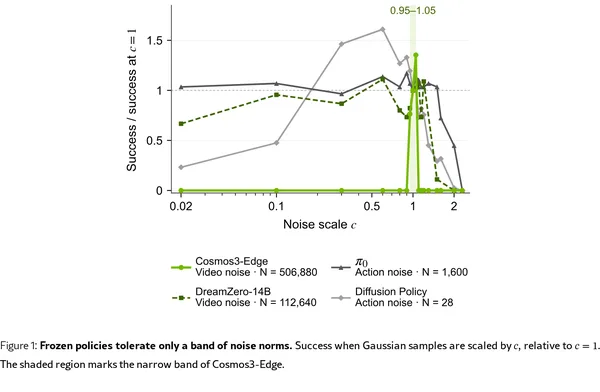 0.95–1.05
Success / success at c = 1
1.5
1
0.5
0
0.02
0.1
0.5
1
2
Noise scale c
Cosmos3-Edge
Video noise · N = 506,880
DreamZero-14B
Video noise · N = 112,640
π0
Action noise · N = 1,600
Diffusion Policy
Action noise · N = 28
Figure 1: Frozen policies tolerate only a band of noise norms. Success when Gaussian samples are scaled by c, relative to c = 1.
The shaded region marks the narrow band of Cosmos3-Edge.